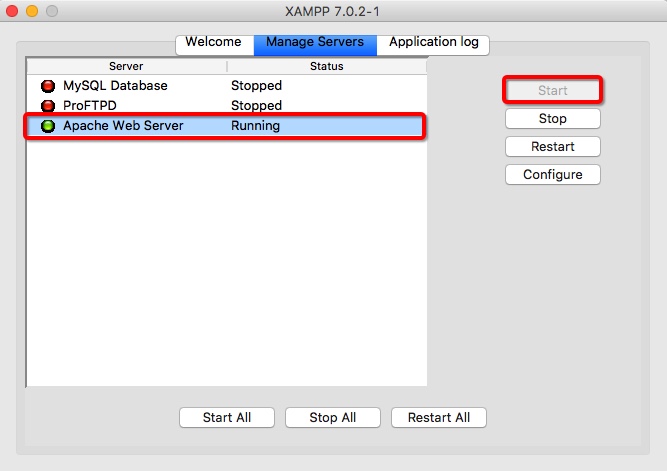 XAMPP 7.0.2-1
Welcome Manage Servers Application log
Server Status
MySQL Database Stopped
ProFTPD Stopped
Apache Web Server Running
Start
Stop
Restart
Configure
Start All Stop All Restart All